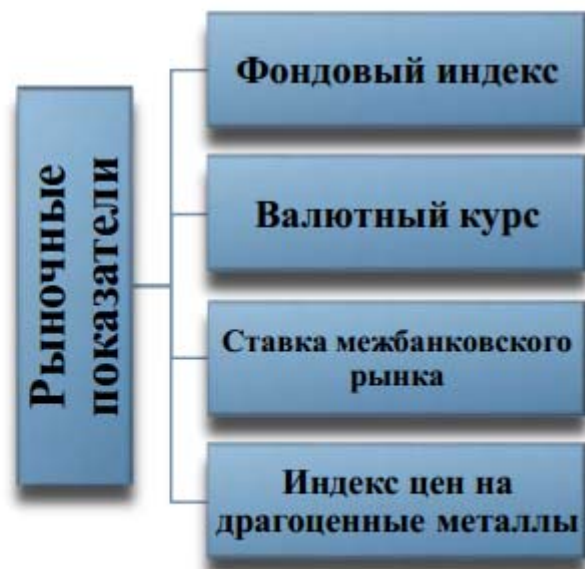 Рыночные
показатели
Фондовый индекс
Валютный курс
Ставка межбанковского
рынка
Индекс цен на
драгоценные металлы